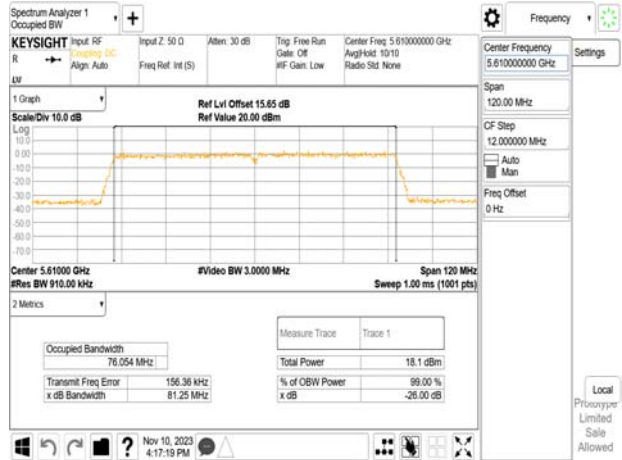 Spectrum Analyzer 1
Occupied BW
Frequency
KEYSIGHT Input: RF
Coupling: DC
Align: Auto
R
LXI
Input Z: 50 Ω
Freq Ref: Int (S)
Atten: 30 dB
Trig: Free Run
Gate: Off
#IF Gain: Low
Center Freq: 5.610000000 GHz
Avg|Hold: 10/10
Radio Std: None
Center Frequency
5.610000000 GHz
Settings
Span
120.00 MHz
CF Step
12.000000 MHz
Auto
Man
Freq Offset
0 Hz
1 Graph
Scale/Div 10.0 dB
Ref Lvl Offset 15.65 dB
Ref Value 20.00 dBm
Log
10.0
0.00
-10.0
-20.0
-30.0
-40.0
-50.0
-60.0
-70.0
Center 5.61000 GHz
#Video BW 3.0000 MHz
Span 120 MHz
#Res BW 910.00 kHz
Sweep 1.00 ms (1001 pts)
2 Metrics
Measure Trace Trace 1
Occupied Bandwidth
76.054 MHz
Total Power 18.1 dBm
Transmit Freq Error 156.36 kHz
% of OBW Power 99.00 %
x dB Bandwidth 81.25 MHz
x dB -26.00 dB
Local
Prototype
Limited
Sale
Allowed
Nov 10, 2023
4:17:19 PM